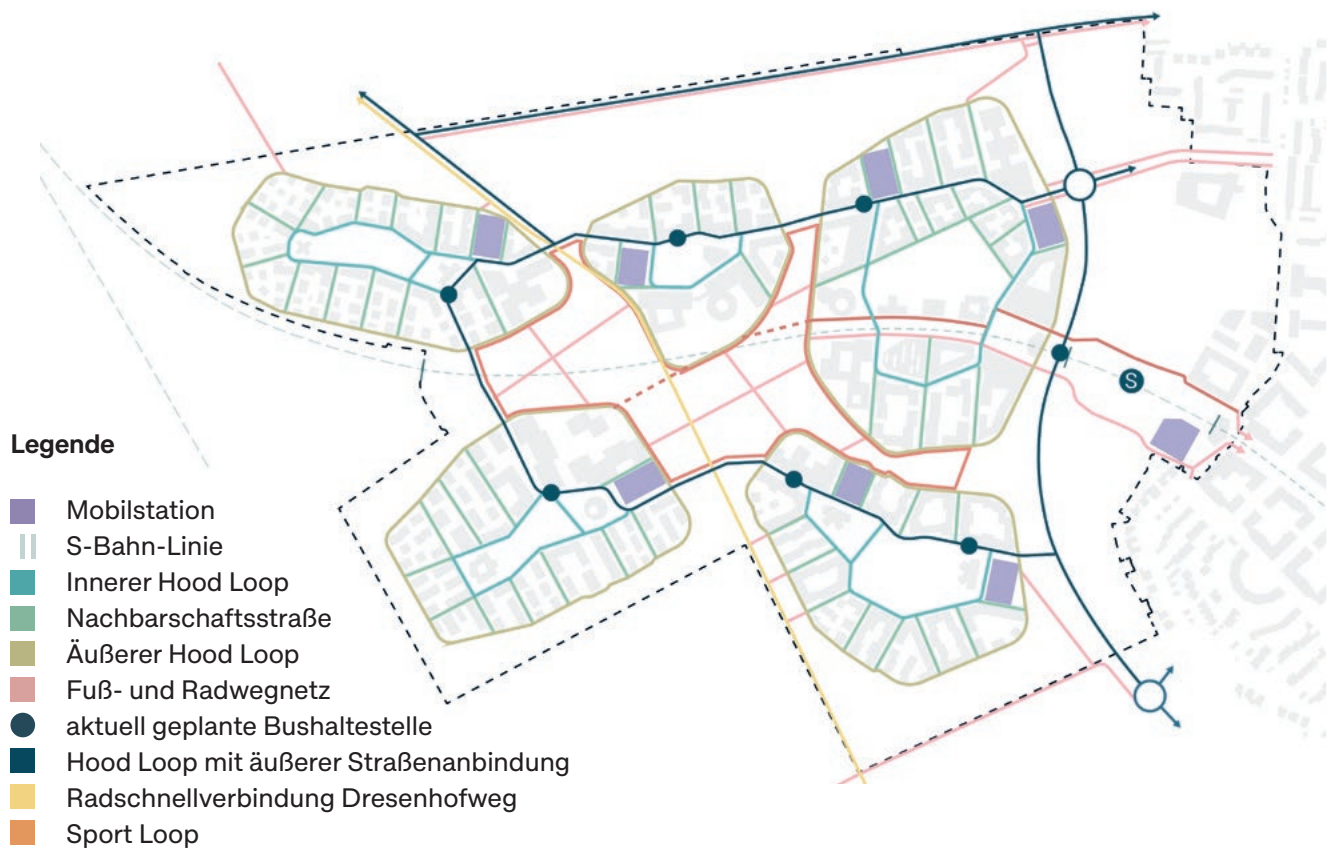 S
Legende
Mobilstation
S-Bahn-Linie
Innerer Hood Loop
Nachbarschaftsstraße
Äußerer Hood Loop
Fuß- und Radwegnetz
aktuell geplante Bushaltestelle
Hood Loop mit äußerer Straßenanbindung
Radschnellverbindung Dresenhofweg
Sport Loop